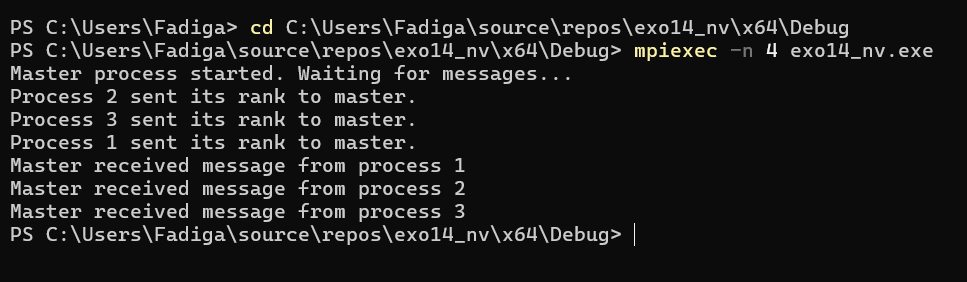 PS C:\Users\Fadiga> cd C:\Users\Fadiga\source\repos\exo14_nv\x64\Debug
PS C:\Users\Fadiga\source\repos\exo14_nv\x64\Debug> mpiexec -n 4 exo14_nv.exe
Master process started. Waiting for messages...
Process 2 sent its rank to master.
Process 3 sent its rank to master.
Process 1 sent its rank to master.
Master received message from process 1
Master received message from process 2
Master received message from process 3
PS C:\Users\Fadiga\source\repos\exo14_nv\x64\Debug>